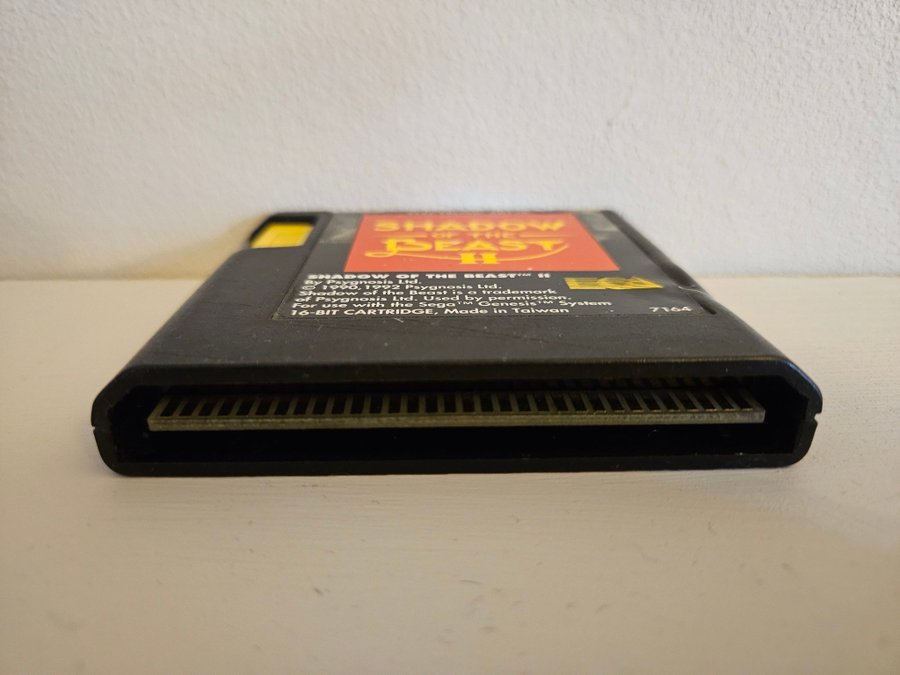 SHADOW
OF THE
BEAST
II
SHADOW OF THE BEAST™ II
By Psygnosis Ltd.
© 1990, 1992 Psygnosis Ltd.
Shadow of the Beast is a trademark
of Psygnosis Ltd. Used by permission.
For use with the Sega™ Genesis™ System
16-BIT CARTRIDGE, Made in Taiwan
7164